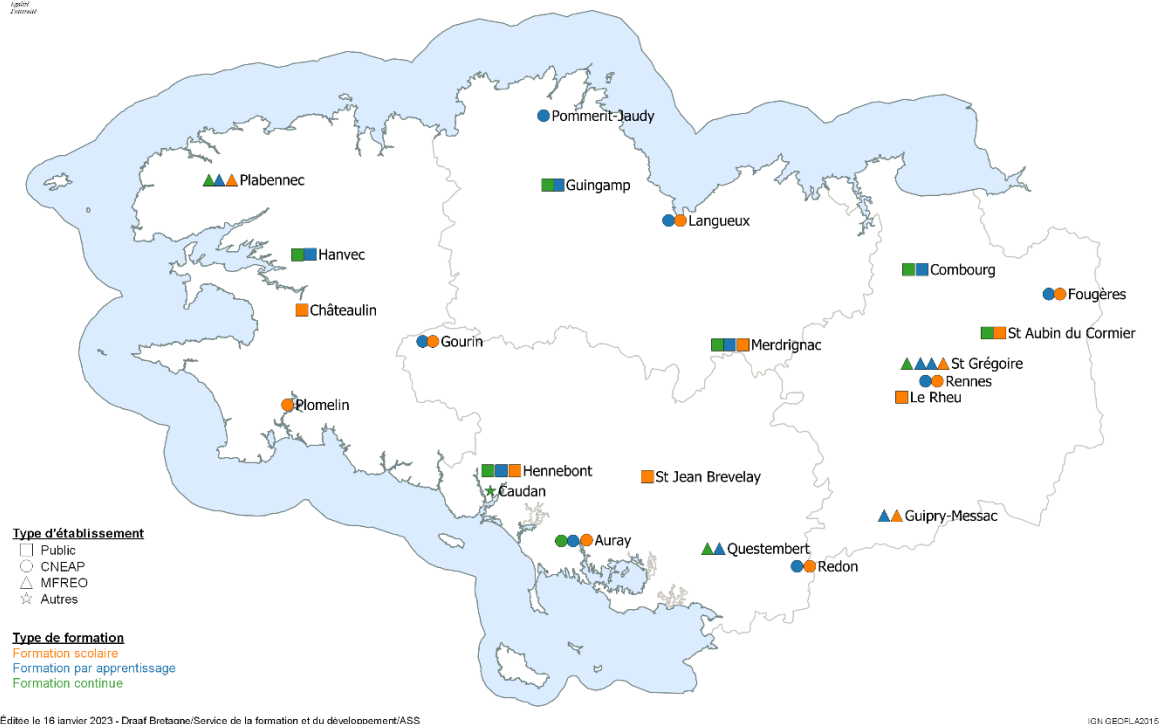 Égalité
Fraternité
Pommerit-Jaudy
Plabennec
Guingamp
Langueux
Hanvec
Combourg
Fougères
Châteaulin
St Aubin du Cormier
Gourin
Merdrignac
St Grégoire
Rennes
Le Rheu
Plomelin
Hennebont
St Jean Brevelay
Caudan
Guipry-Messac
Auray
Questembert
Redon
Type d'établissement
Public
CNEAP
MFREO
Autres
Type de formation
Formation scolaire
Formation par apprentissage
Formation continue
Éditée le 16 janvier 2023 - Draaf Bretagne/Service de la formation et du développement/ASS
IGN GEOFLA2015